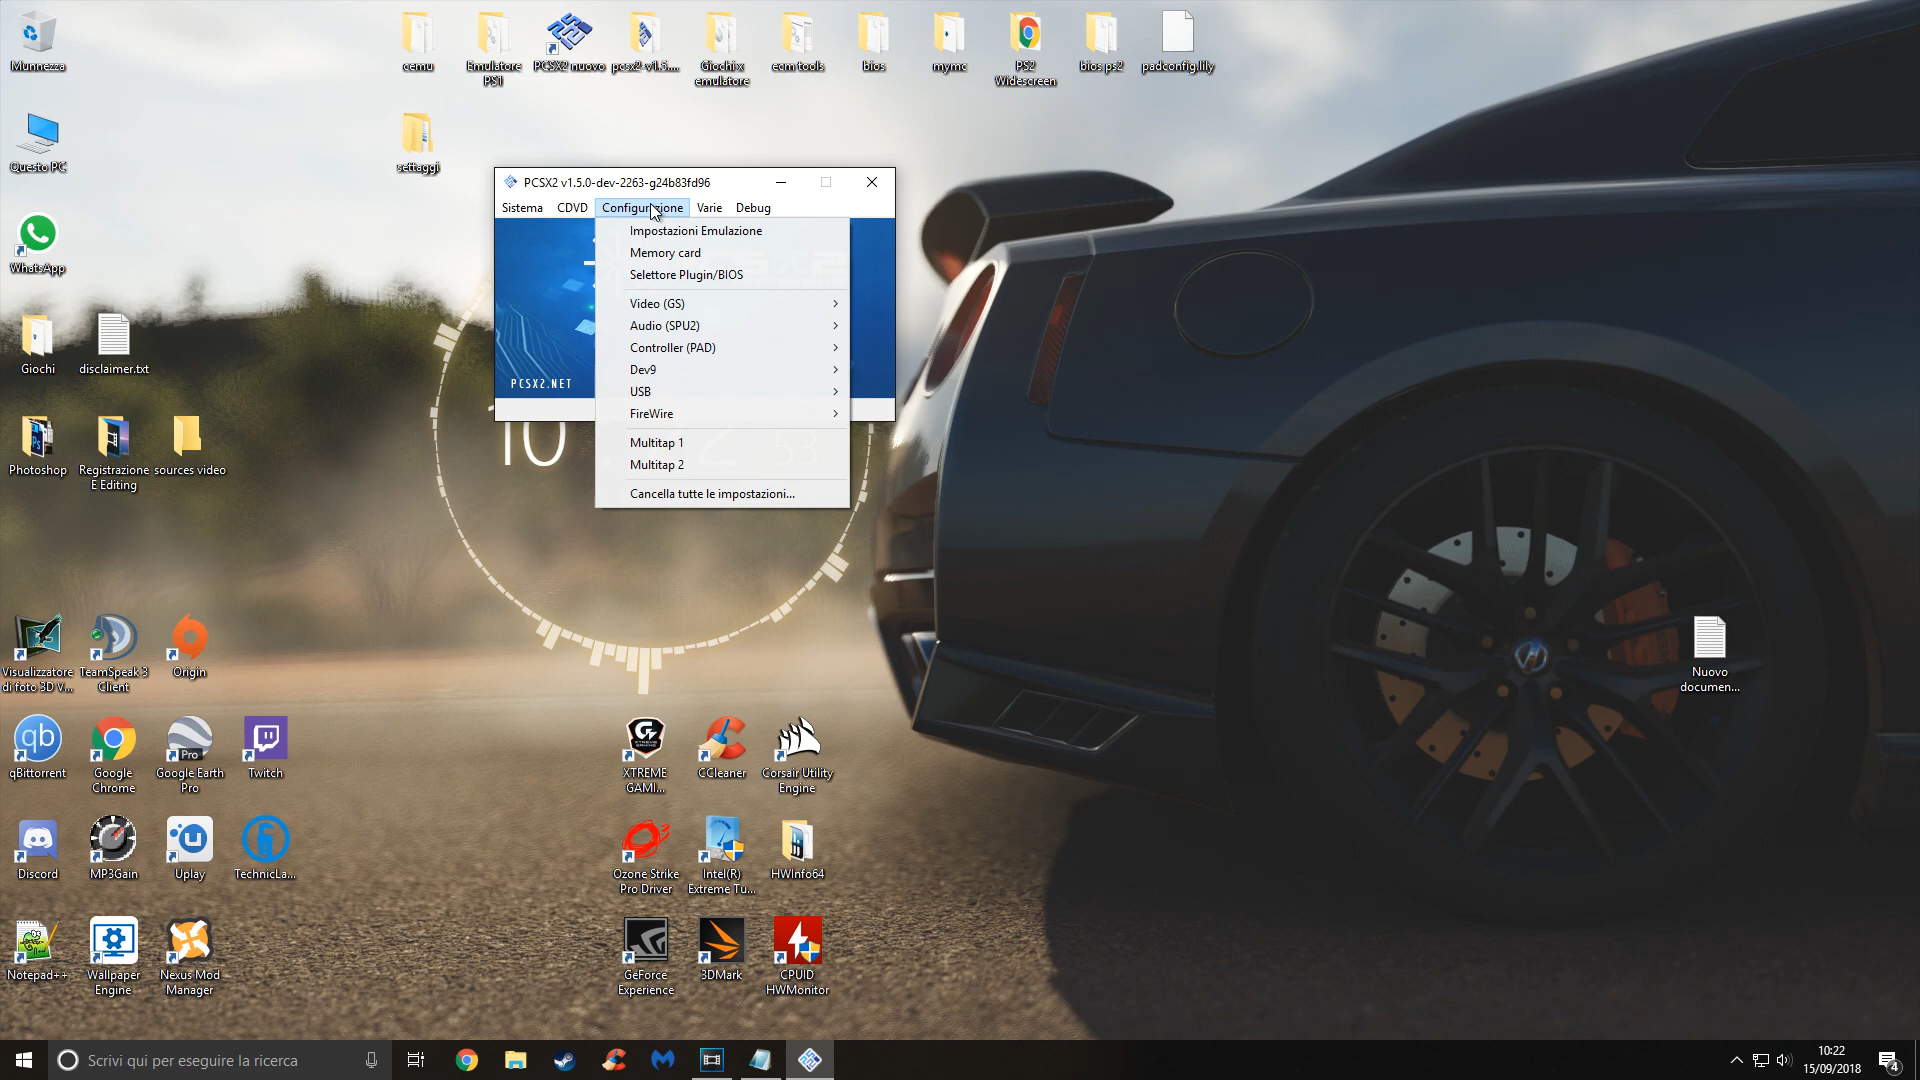 Munnezza
cemu
Emulatore
PS1
PCSX2 nuovo
pcsx2-v1.5....
Giochi x
emulatore
ecm tools
bios
mymc
PS2
Widescreen
bios ps2
padconfig.lily
Questo PC
settaggi
WhatsApp
PCSX2 v1.5.0-dev-2263-g24b83fd96
Sistema
CDVD
Configurazione
Varie
Debug
Impostazioni Emulazione
Memory card
Selettore Plugin/BIOS
Video (GS)
Audio (SPU2)
Controller (PAD)
Dev9
USB
FireWire
Multitap 1
Multitap 2
Cancella tutte le impostazioni...
PCSX2.NET
10
53
Giochi
disclaimer.txt
Photoshop
Registrazione
E Editing
sources video
Visualizzatore
di foto 3D V...
TeamSpeak 3
Client
Origin
Nuovo
documen...
qBittorrent
Google
Chrome
Pro
Google Earth
Pro
Twitch
XTREME
GAMI...
CCleaner
Corsair Utility
Engine
Discord
MP3Gain
Uplay
TechnicLa...
Ozone Strike
Pro Driver
Intel(R)
Extreme Tu...
HWInfo64
Notepad++
Wallpaper
Engine
Nexus Mod
Manager
GeForce
Experience
3DMark
CPUID
HWMonitor
Scrivi qui per eseguire la ricerca
10:22
15/09/2018
4